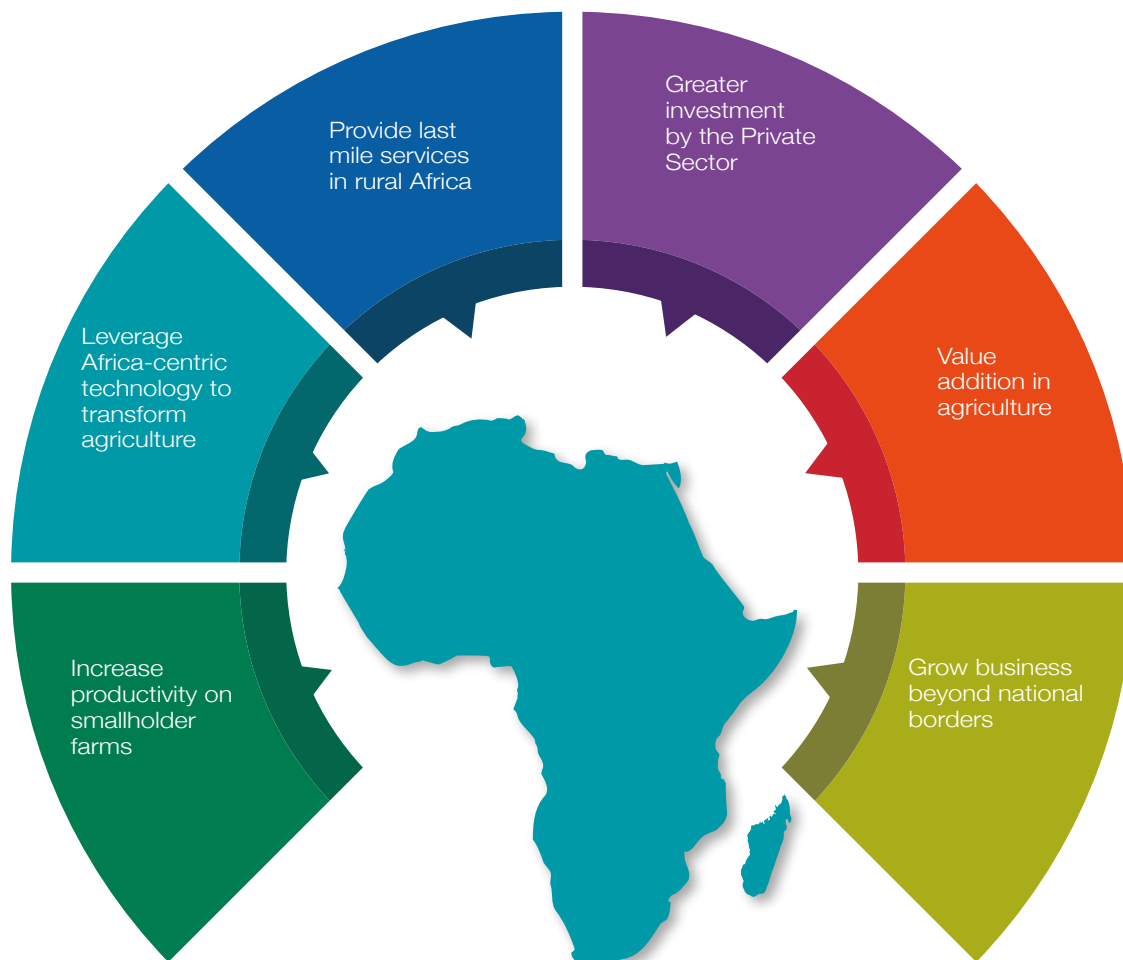 Greater
investment
by the Private
Sector
Provide last
mile services
in rural Africa
Leverage
Africa-centric
technology to
transform
agriculture
Value
addition in
agriculture
Increase
productivity on
smallholder
farms
Grow business
beyond national
borders